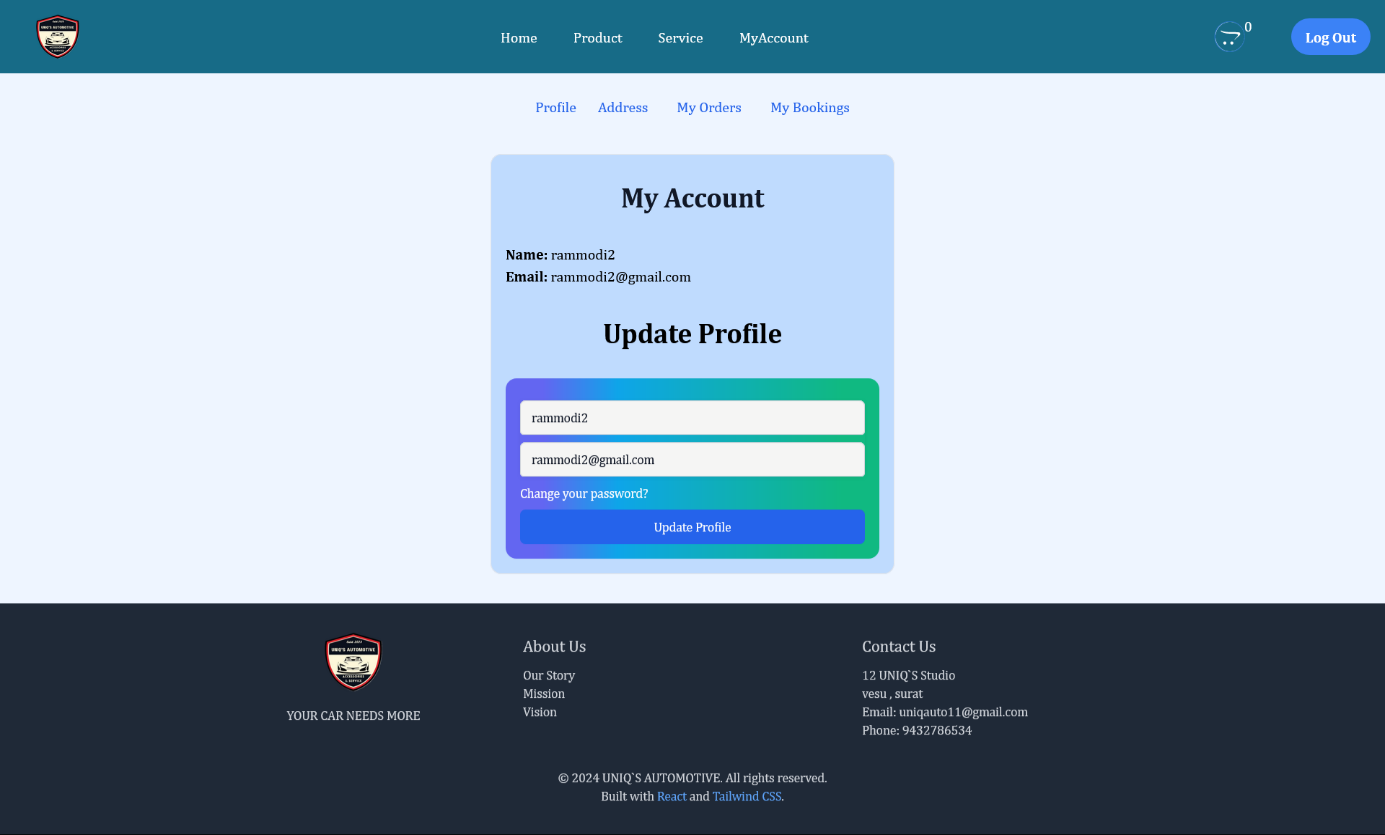 Home Product Service MyAccount 0 Log Out
Profile Address My Orders My Bookings
My Account
Name: rammodi2
Email: rammodi2@gmail.com
Update Profile
rammodi2
rammodi2@gmail.com
Change your password?
Update Profile
UNIQ'S AUTOMOTIVE
YOUR CAR NEEDS MORE
About Us
Our Story
Mission
Vision
Contact Us
12 UNIQ`S Studio
vesu , surat
Email: uniqauto11@gmail.com
Phone: 9432786534
© 2024 UNIQ`S AUTOMOTIVE. All rights reserved.
Built with React and Tailwind CSS.